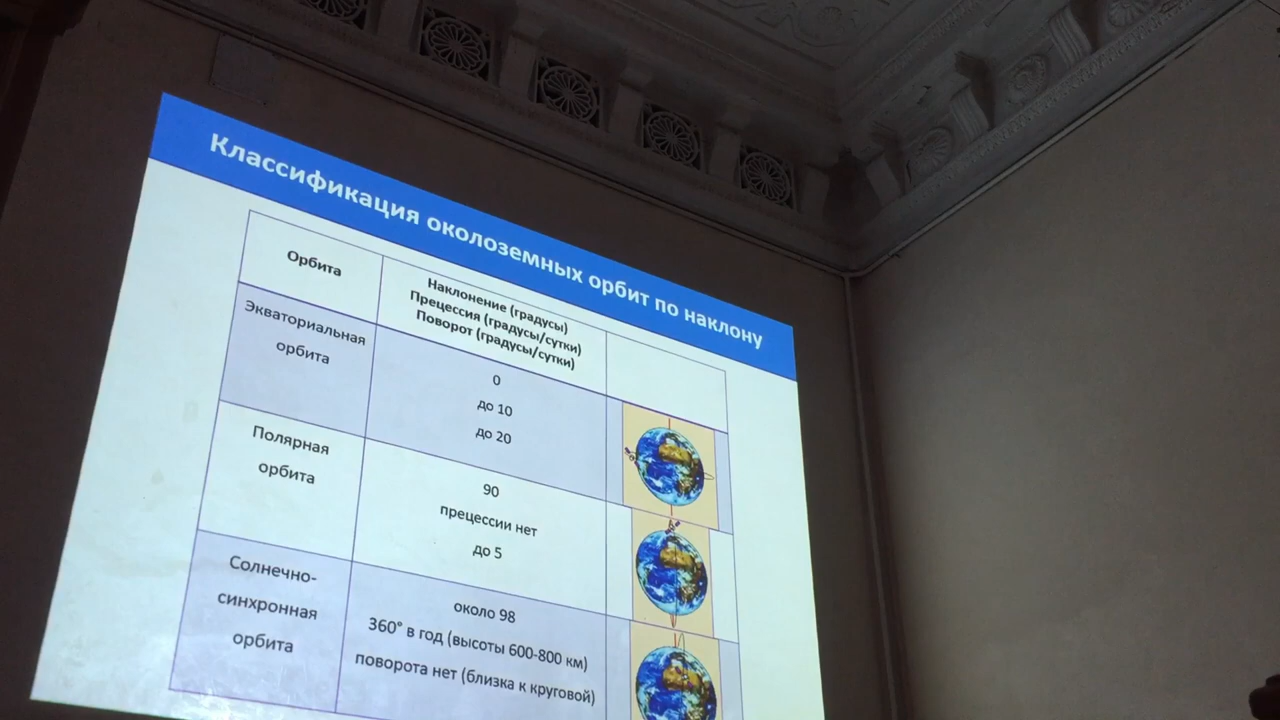 Классификация околоземных орбит по наклону
Орбита
Наклонение (градусы)
Прецессия (градусы/сутки)
Поворот (градусы/сутки)
Экваториальная
орбита
0
до 10
до 20
Полярная
орбита
90
прецессии нет
до 5
Солнечно-
синхронная
орбита
около 98
360° в год (высоты 600-800 км)
поворота нет (близка к круговой)